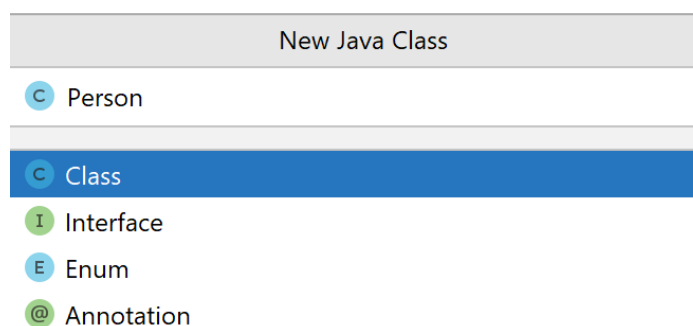 New Java Class
C Person
C Class
I Interface
E Enum
@ Annotation